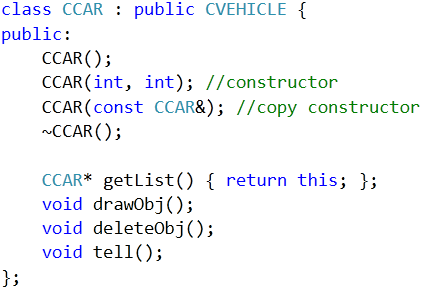 class CCAR : public CVEHICLE {
public:
    CCAR();
    CCAR(int, int); //constructor
    CCAR(const CCAR&); //copy constructor
    ~CCAR();

    CCAR* getList() { return this; };
    void drawObj();
    void deleteObj();
    void tell();
};